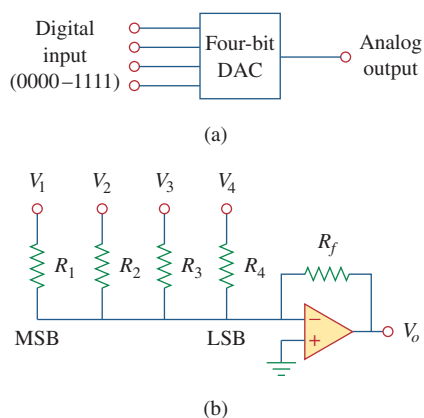 Digital
input
(0000–1111)
Four-bit
DAC
Analog
output
(a)
V1 V2 V3 V4
R1 R2 R3 R4 Rf
MSB LSB − + Vo
(b)